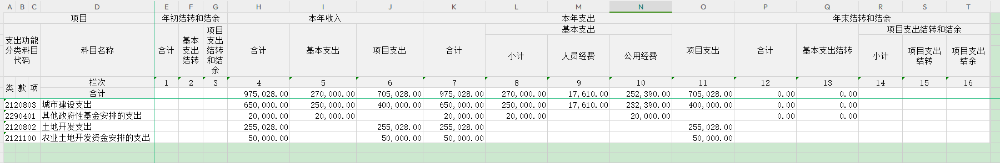 A B C D E F G H I J K L M N O P Q R S T
项目 年初结转和结余 本年收入 本年支出 年末结转和结余
支出功能分类科目代码 科目名称 合计 基本支出结转 项目支出结转和结余 合计 基本支出 项目支出 合计 基本支出 项目支出 合计 基本支出结转 项目支出结转和结余
小计 人员经费 公用经费 小计 项目支出结转 项目支出结余
类 款 项 栏次 1 2 3 4 5 6 7 8 9 10 11 12 13 14 15 16
合计 975,028.00 270,000.00 705,028.00 975,028.00 270,000.00 17,610.00 252,390.00 705,028.00 0.00 0.00
2120803 城市建设支出 650,000.00 250,000.00 400,000.00 650,000.00 250,000.00 17,610.00 232,390.00 400,000.00 0.00 0.00
2290401 其他政府性基金安排的支出 20,000.00 20,000.00 20,000.00 20,000.00 20,000.00 0.00 0.00
2120802 土地开发支出 255,028.00 255,028.00 255,028.00 255,028.00
2121100 农业土地开发资金安排的支出 50,000.00 50,000.00 50,000.00 50,000.00